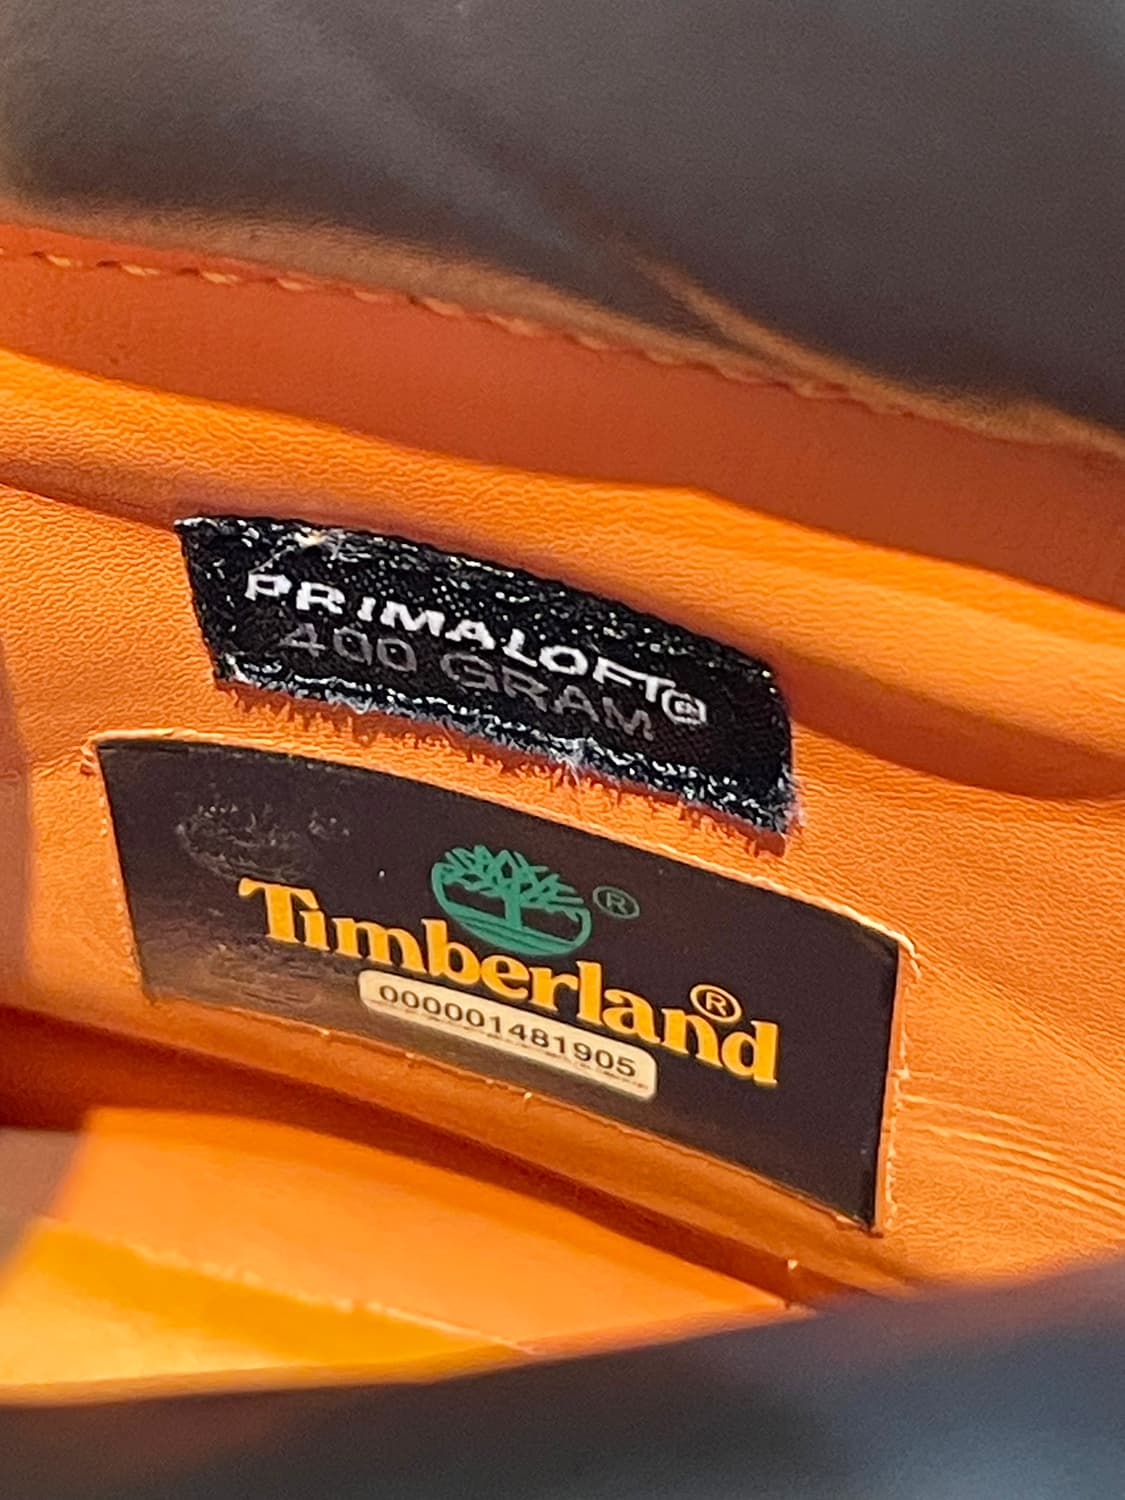 PRIMALOFT®
400 GRAM
®
Timberland®
000001481905